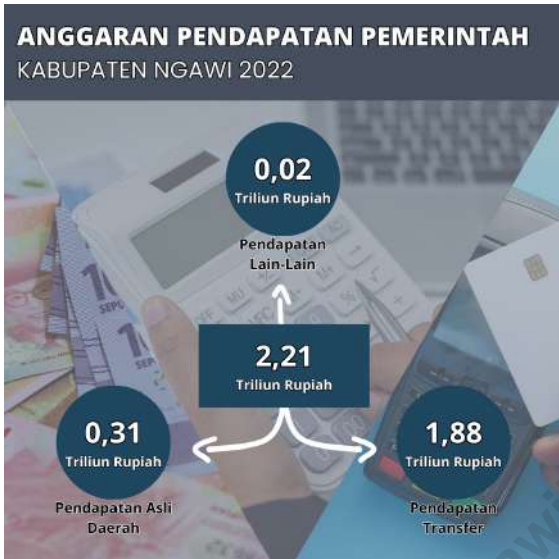 ANGGARAN PENDAPATAN PEMERINTAH
KABUPATEN NGAWI 2022
0,02
Triliun Rupiah
Pendapatan
Lain-Lain
2,21
Triliun Rupiah
0,31
Triliun Rupiah
Pendapatan Asli
Daerah
1,88
Triliun Rupiah
Pendapatan
Transfer